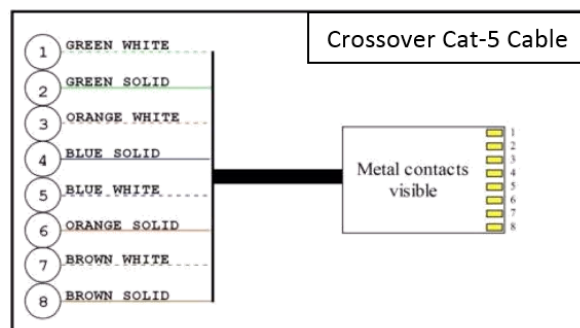 Crossover Cat-5 Cable
1 GREEN WHITE
2 GREEN SOLID
3 ORANGE WHITE
4 BLUE SOLID
5 BLUE WHITE
6 ORANGE SOLID
7 BROWN WHITE
8 BROWN SOLID
Metal contacts
visible
1
2
3
4
5
6
7
8